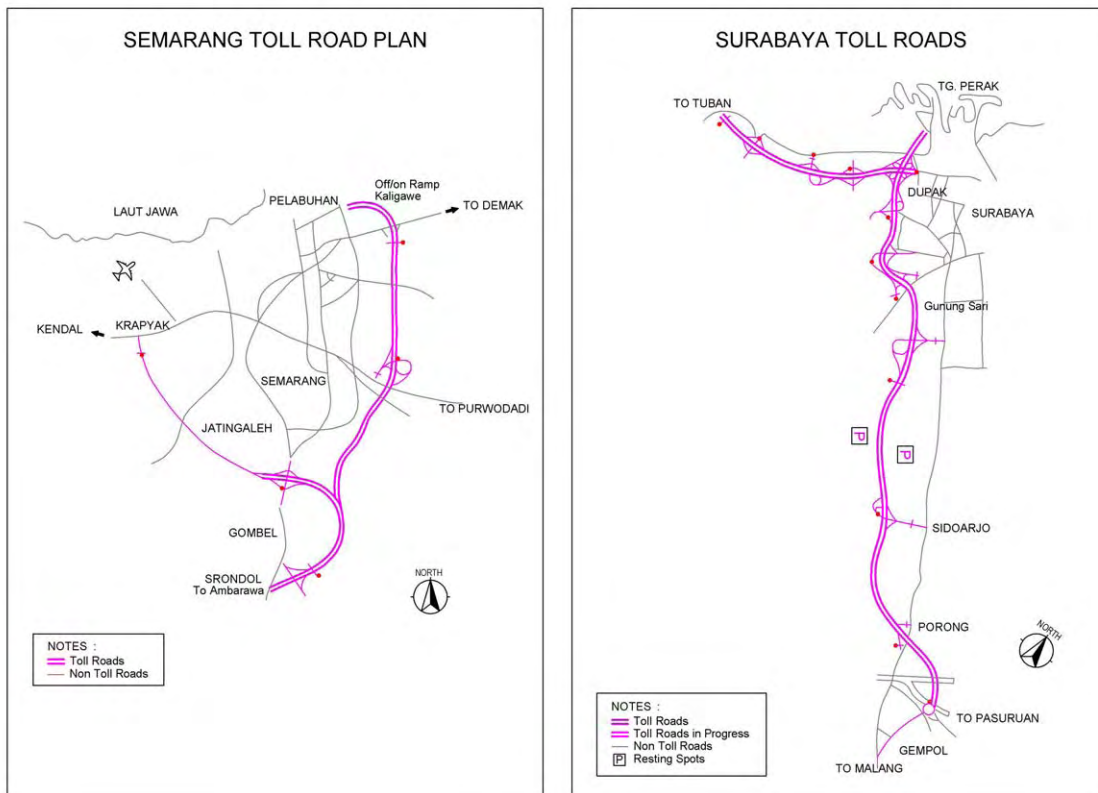 SEMARANG TOLL ROAD PLAN
LAUT JAWA
PELABUHAN
Off/on Ramp
Kaligawe
TO DEMAK
KENDAL
KRAPYAK
SEMARANG
TO PURWODADI
JATINGALEH
GOMBEL
SRONDOL
To Ambarawa
NORTH
NOTES :
Toll Roads
Non Toll Roads
SURABAYA TOLL ROADS
TG. PERAK
TO TUBAN
DUPAK
SURABAYA
Gunung Sari
P
P
SIDOARJO
PORONG
NORTH
TO PASURUAN
GEMPOL
TO MALANG
NOTES :
Toll Roads
Toll Roads in Progress
Non Toll Roads
P Resting Spots